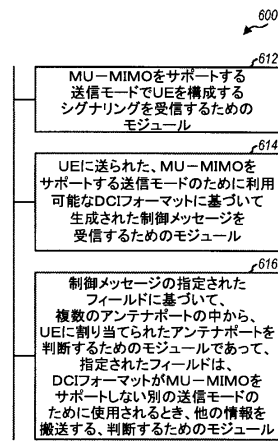 600
612
MU－MIMOをサポートする
送信モードでUEを構成する
シグナリングを受信するための
モジュール
614
UEに送られた、MU－MIMOを
サポートする送信モードのために利用
可能なDCIフォーマットに基づいて
生成された制御メッセージを
受信するためのモジュール
616
制御メッセージの指定された
フィールドに基づいて、
複数のアンテナポートの中から、
UEに割り当てられたアンテナポートを
判断するためのモジュールであって、
指定されたフィールドは、
DCIフォーマットがMU－MIMOを
サポートしない別の送信モードの
ために使用されるとき、他の情報を
搬送する、判断するためのモジュール